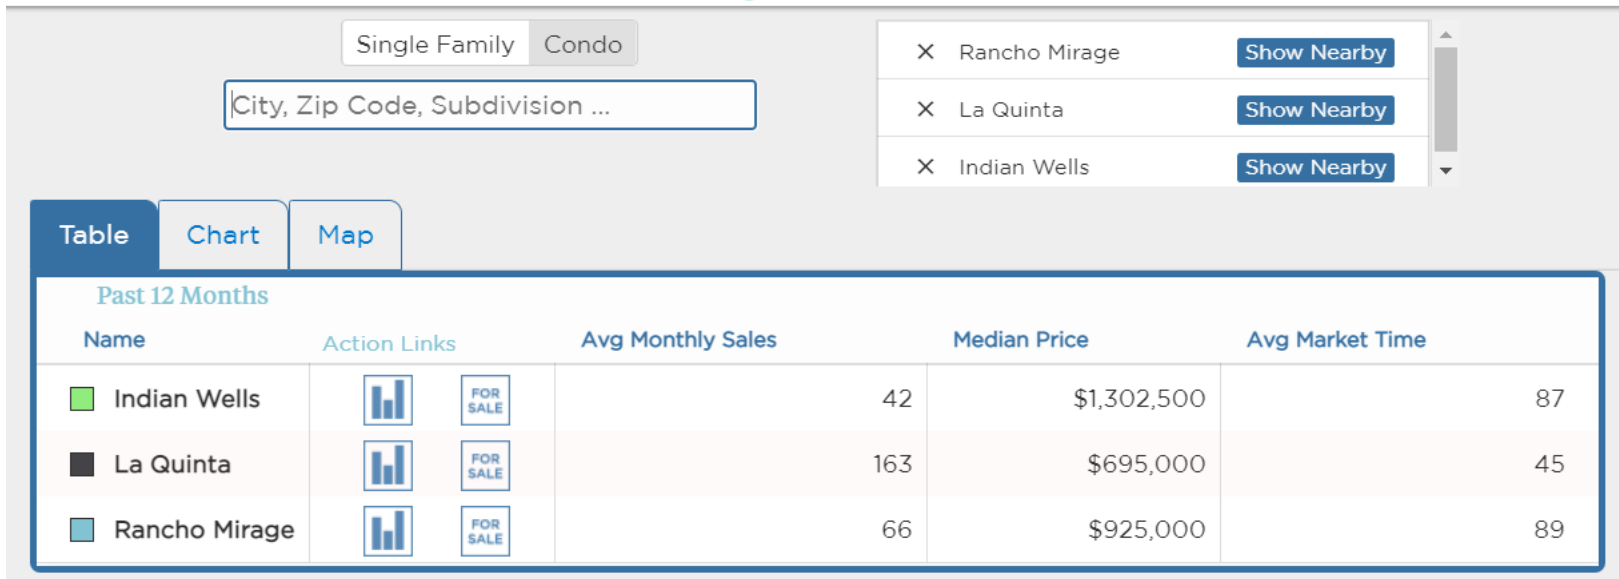 Single Family Condo
City, Zip Code, Subdivision ...
× Rancho Mirage Show Nearby
× La Quinta Show Nearby
× Indian Wells Show Nearby
Table Chart Map
Past 12 Months
Name Action Links Avg Monthly Sales Median Price Avg Market Time
Indian Wells FOR SALE 42 $1,302,500 87
La Quinta FOR SALE 163 $695,000 45
Rancho Mirage FOR SALE 66 $925,000 89